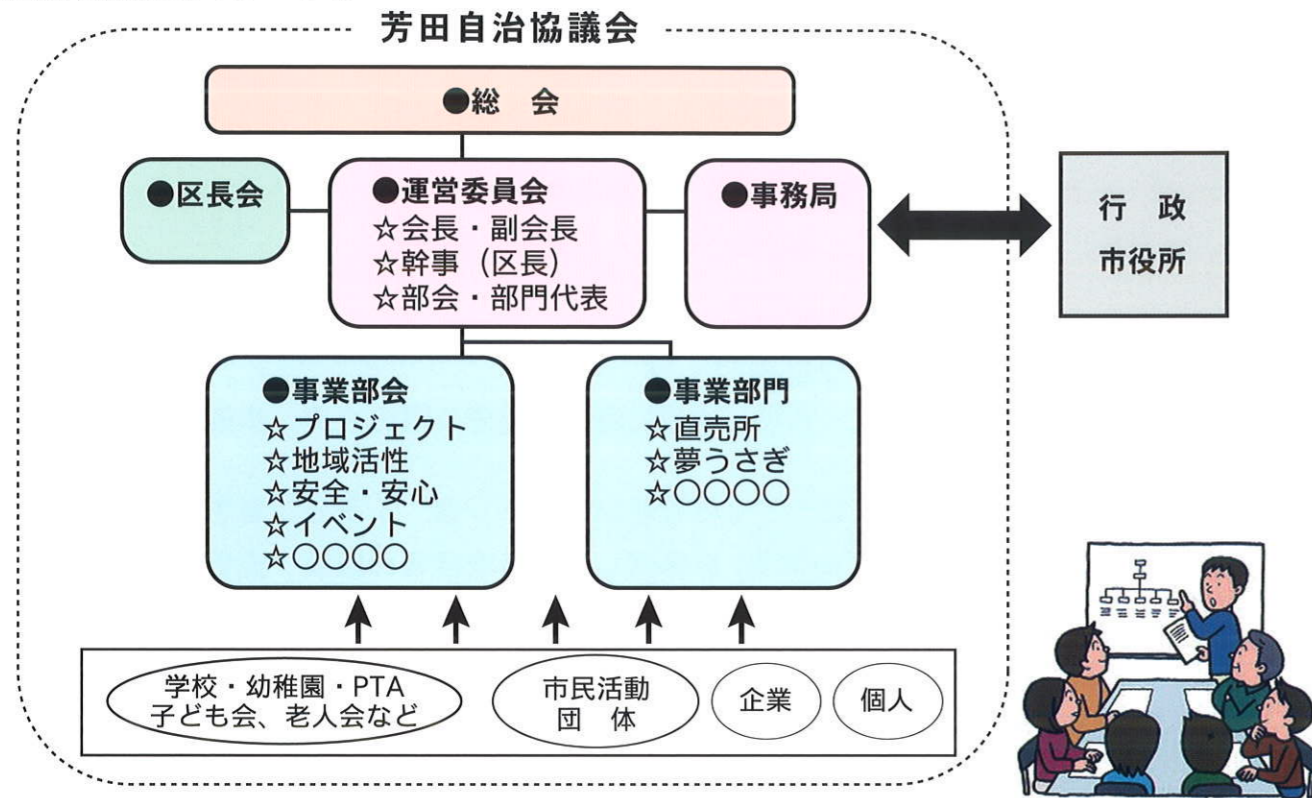 芳田自治協議会
●総　会
●区長会
●運営委員会
☆会長・副会長
☆幹事（区長）
☆部会・部門代表
●事務局
行　政
市役所
●事業部会
☆プロジェクト
☆地域活性
☆安全・安心
☆イベント
☆○○○○
●事業部門
☆直売所
☆夢うさぎ
☆○○○○
学校・幼稚園・PTA
子ども会、老人会など
市民活動
団　体
企業
個人